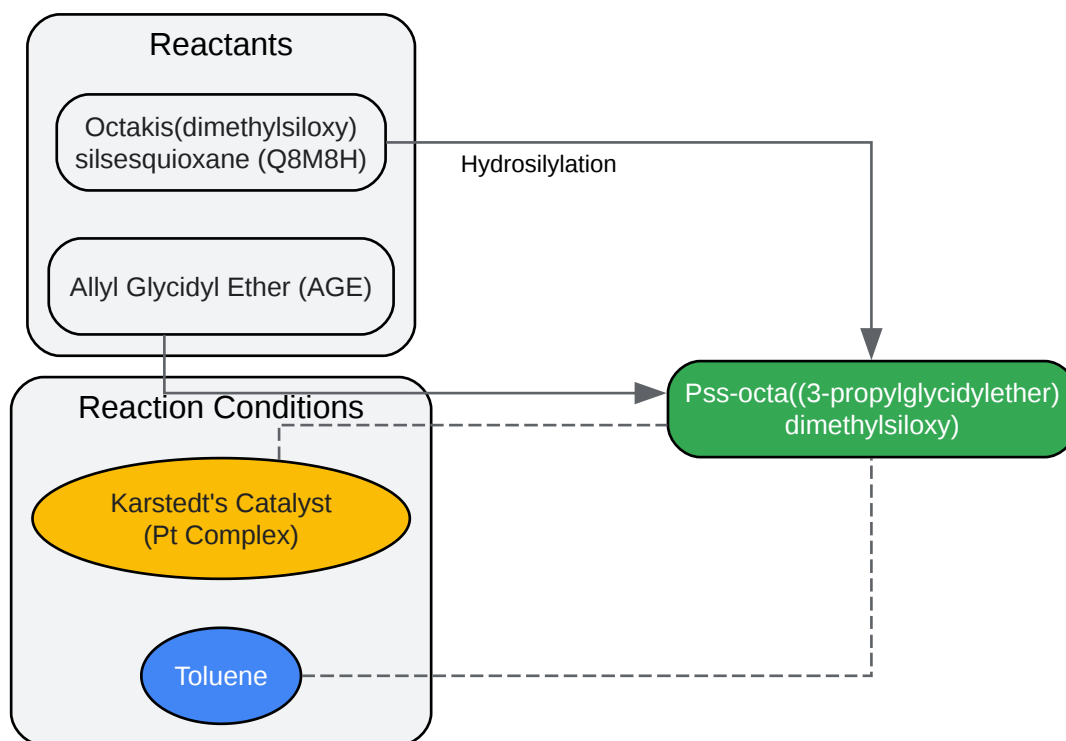 Reactants
Octakis(dimethylsiloxy)
silsesquioxane (Q8M8H)
Hydrosilylation
Allyl Glycidyl Ether (AGE)
Pss-octa((3-propylglycidylether)
dimethylsiloxy)
Reaction Conditions
Karstedt's Catalyst
(Pt Complex)
Toluene